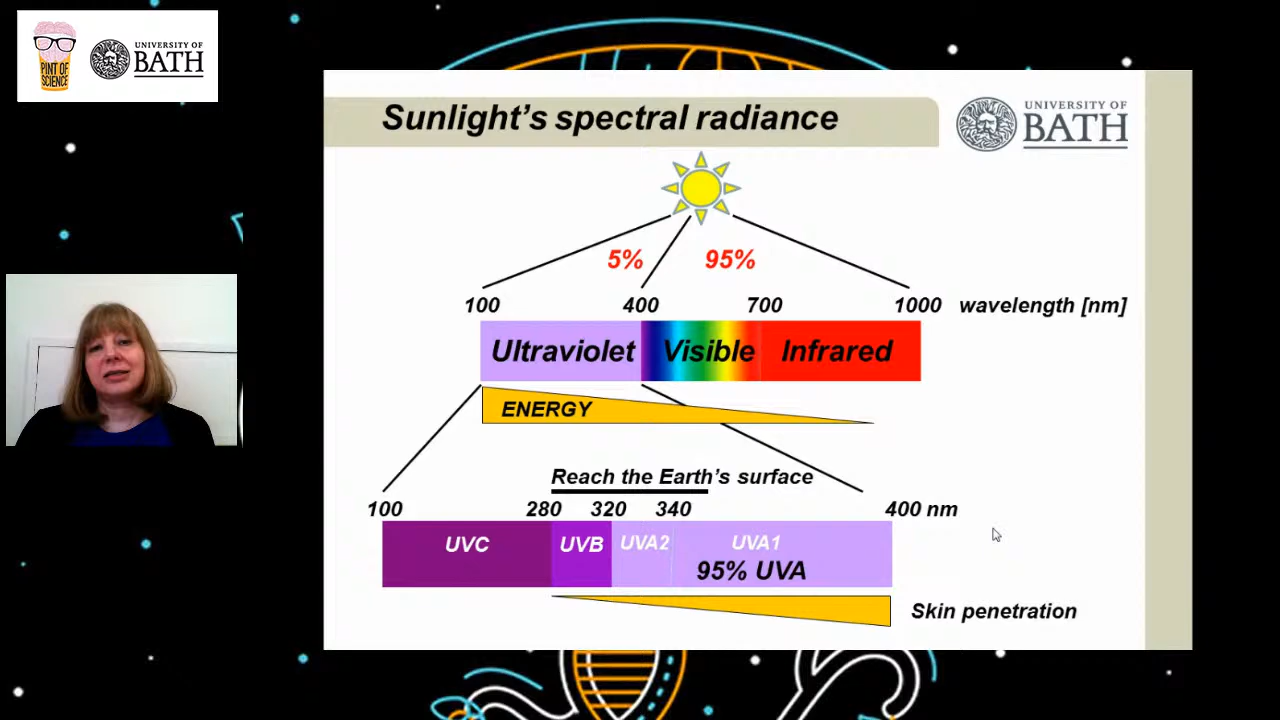 PINT OF
SCIENCE
UNIVERSITY OF
BATH
Sunlight's spectral radiance
UNIVERSITY OF
BATH
5% 95%
100 400 700 1000 wavelength [nm]
Ultraviolet Visible Infrared
ENERGY
Reach the Earth's surface
100 280 320 340 400 nm
UVC UVB UVA2 UVA1
95% UVA
Skin penetration